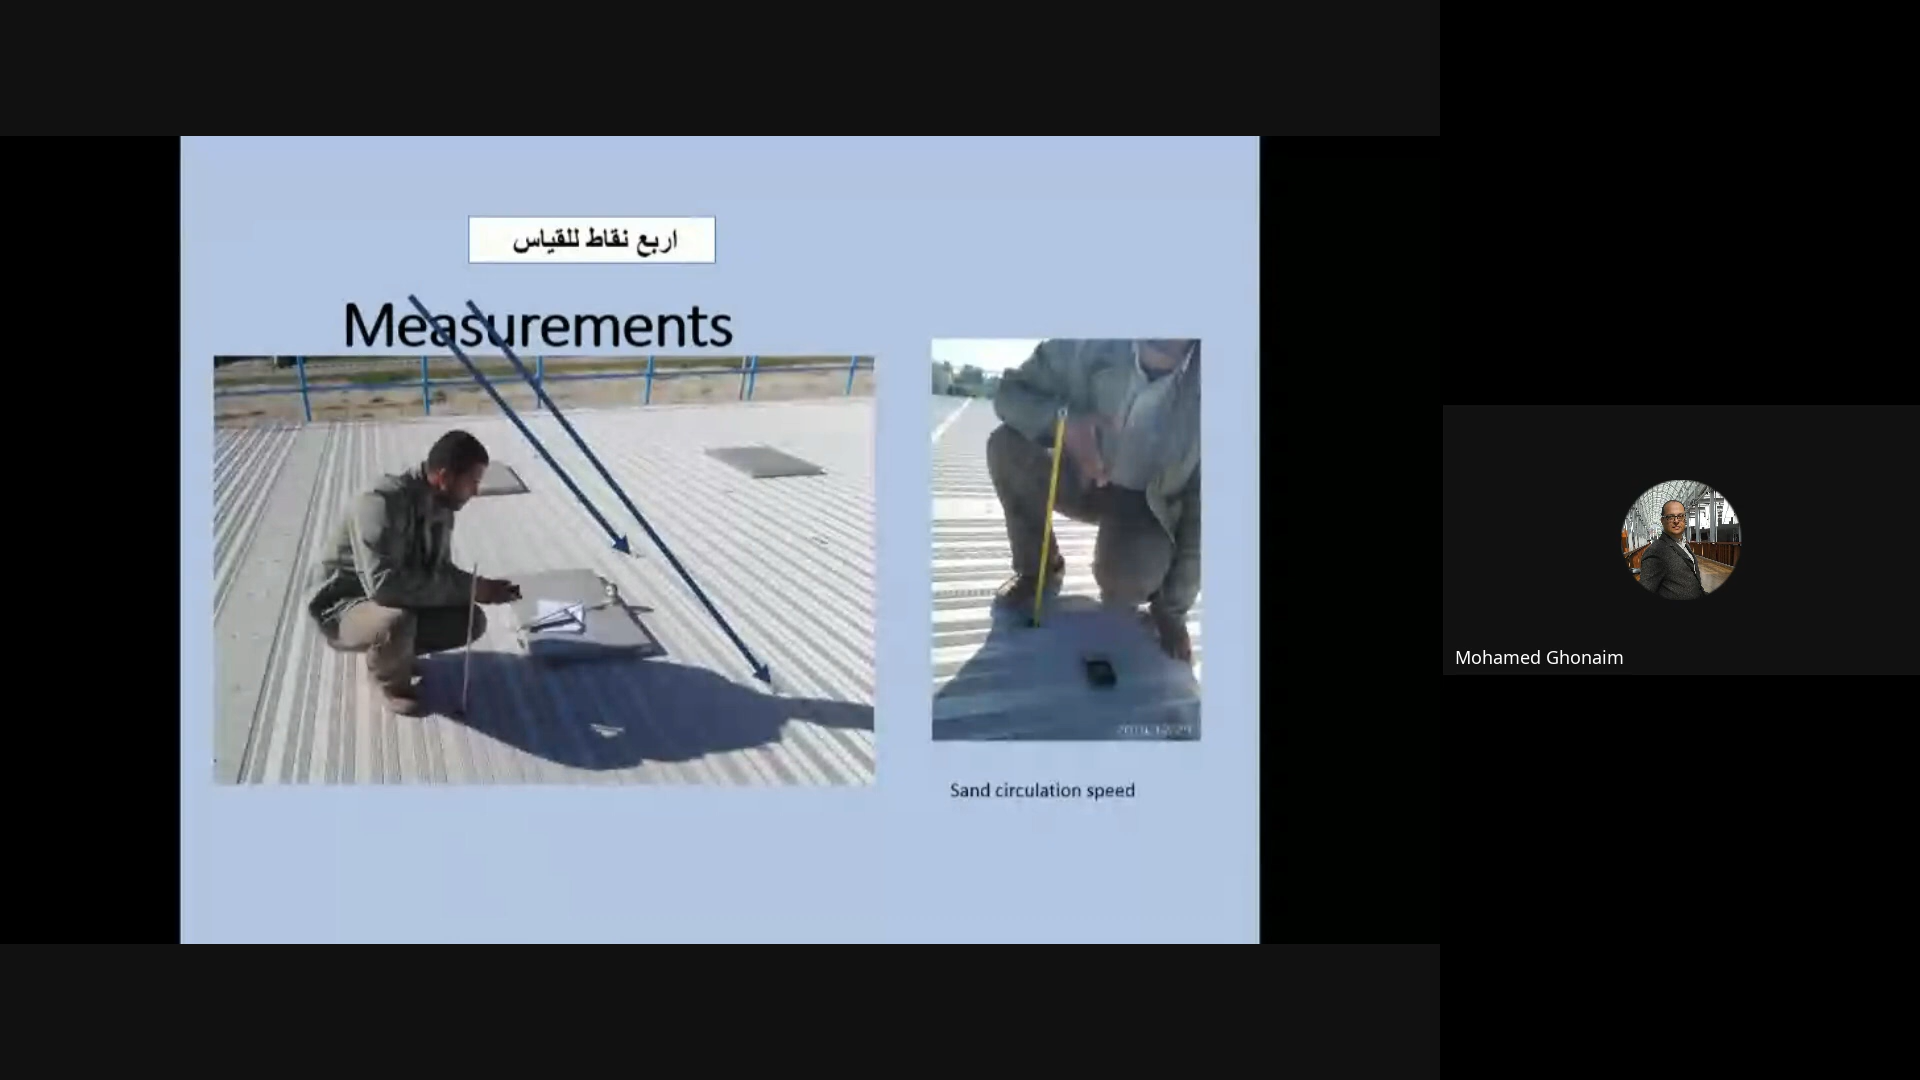 اربع نقاط للقياس
Measurements
Sand circulation speed
Mohamed Ghonaim